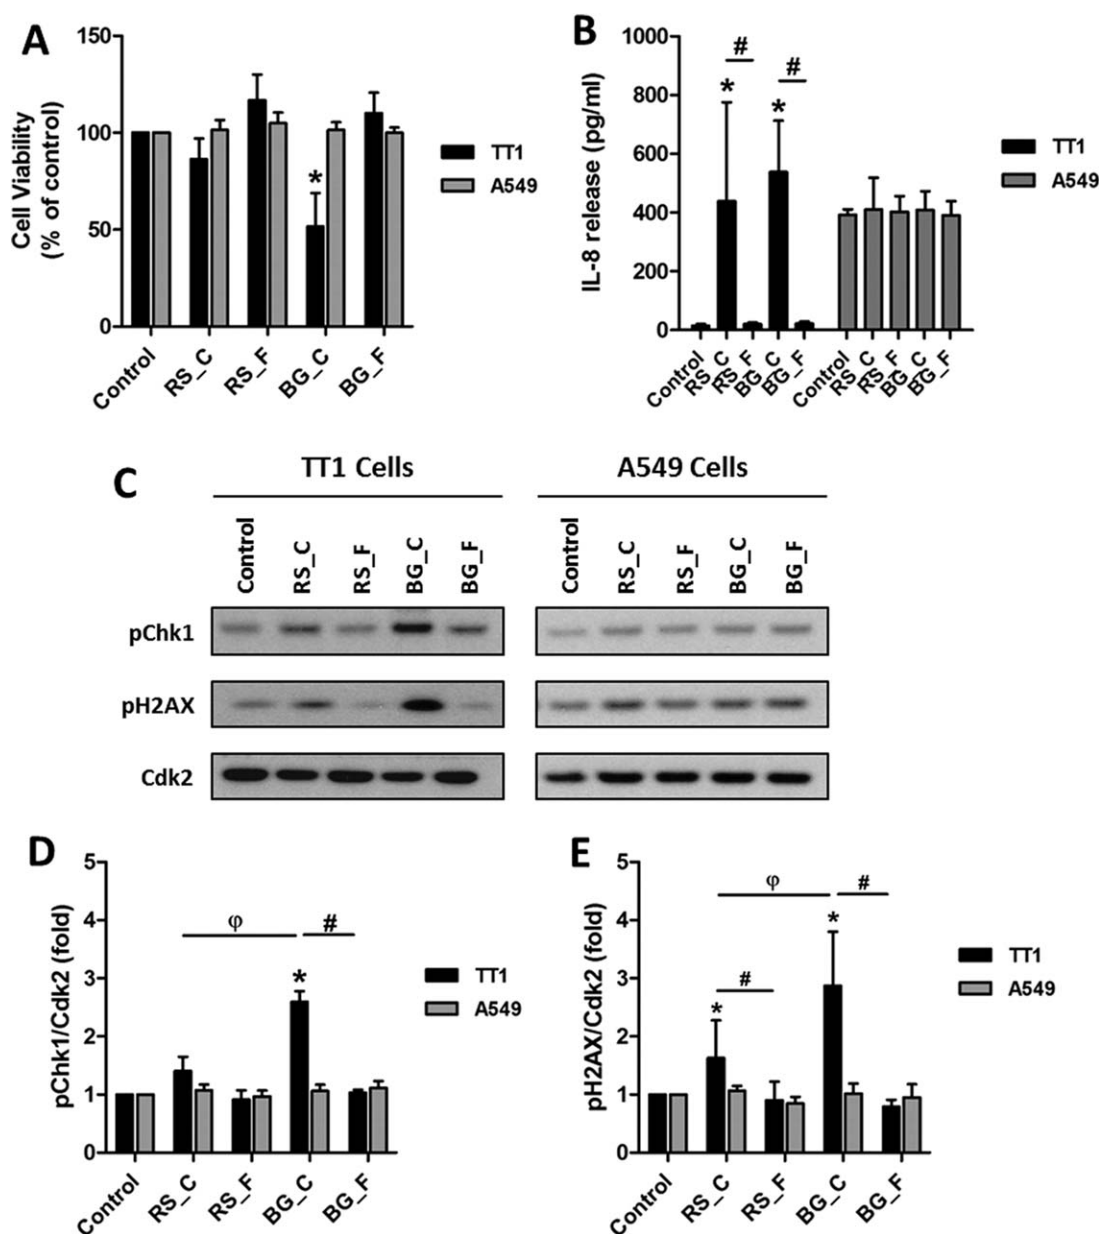 A
Cell Viability
(% of control)
150
100
50
0
*
TT1
A549
Control
RS_C
RS_F
BG_C
BG_F
B
IL-8 release (pg/ml)
1000
800
600
400
200
0
#
#
*
*
TT1
A549
Control
RS_C
RS_F
BG_C
BG_F
Control
RS_C
RS_F
BG_C
BG_F
C
TT1 Cells
A549 Cells
Control
RS_C
RS_F
BG_C
BG_F
Control
RS_C
RS_F
BG_C
BG_F
pChk1
pH2AX
Cdk2
D
pChk1/Cdk2 (fold)
5
4
3
2
1
0
φ
#
*
TT1
A549
Control
RS_C
RS_F
BG_C
BG_F
E
pH2AX/Cdk2 (fold)
5
4
3
2
1
0
φ
#
*
#
*
TT1
A549
Control
RS_C
RS_F
BG_C
BG_F